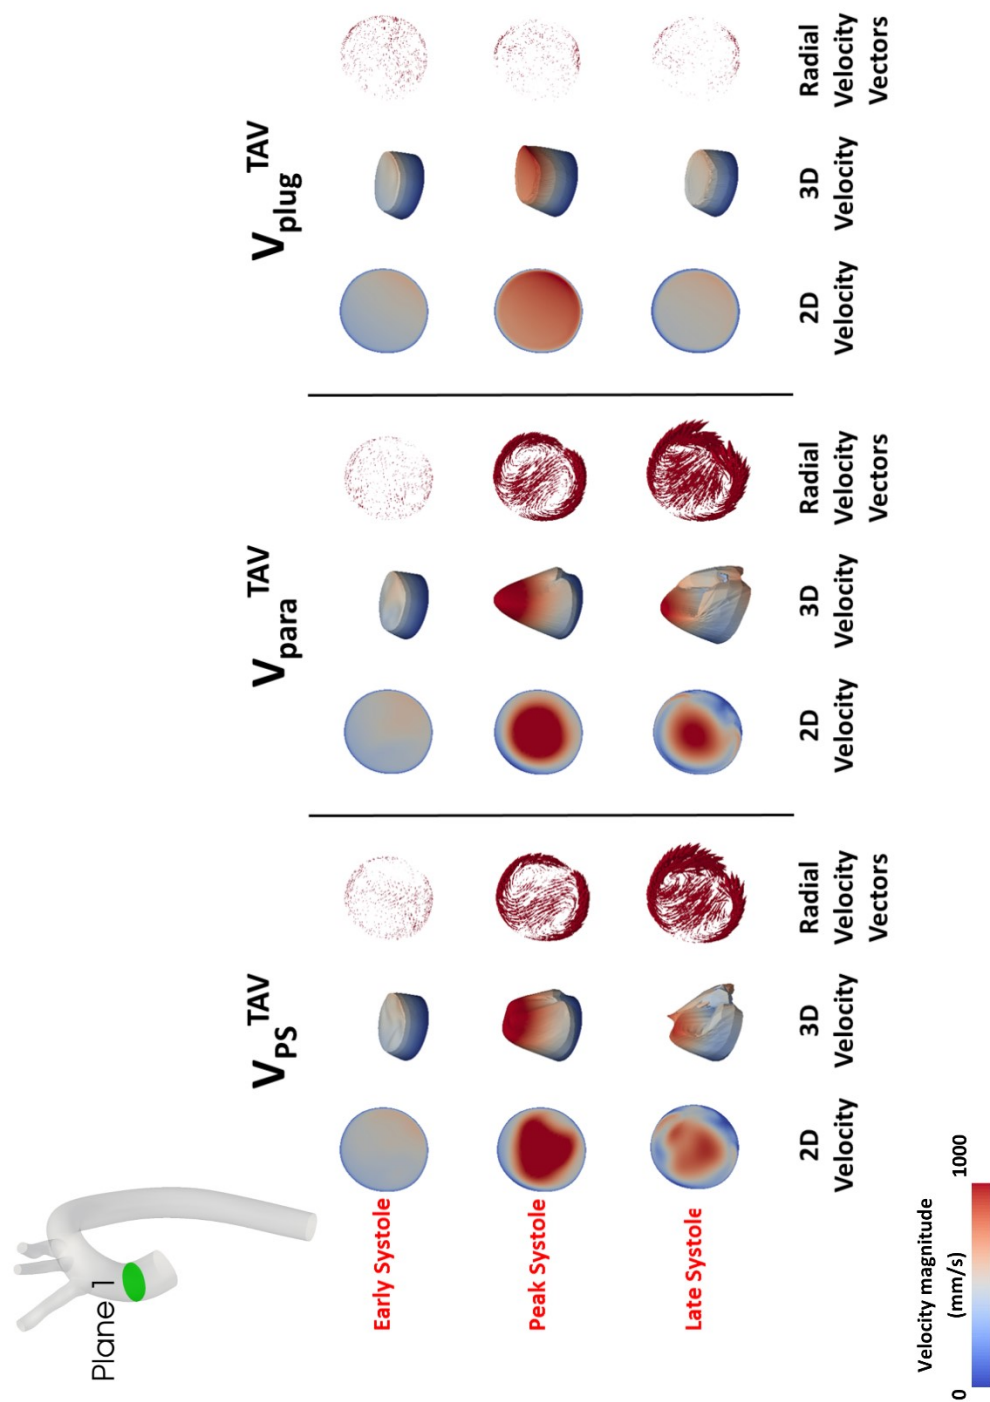 Plane 1
V_PS^TAV
V_para^TAV
V_plug^TAV
Early Systole
Peak Systole
Late Systole
2D
Velocity
3D
Velocity
Radial
Velocity
Vectors
2D
Velocity
3D
Velocity
Radial
Velocity
Vectors
2D
Velocity
3D
Velocity
Radial
Velocity
Vectors
Velocity magnitude
(mm/s)
0
1000